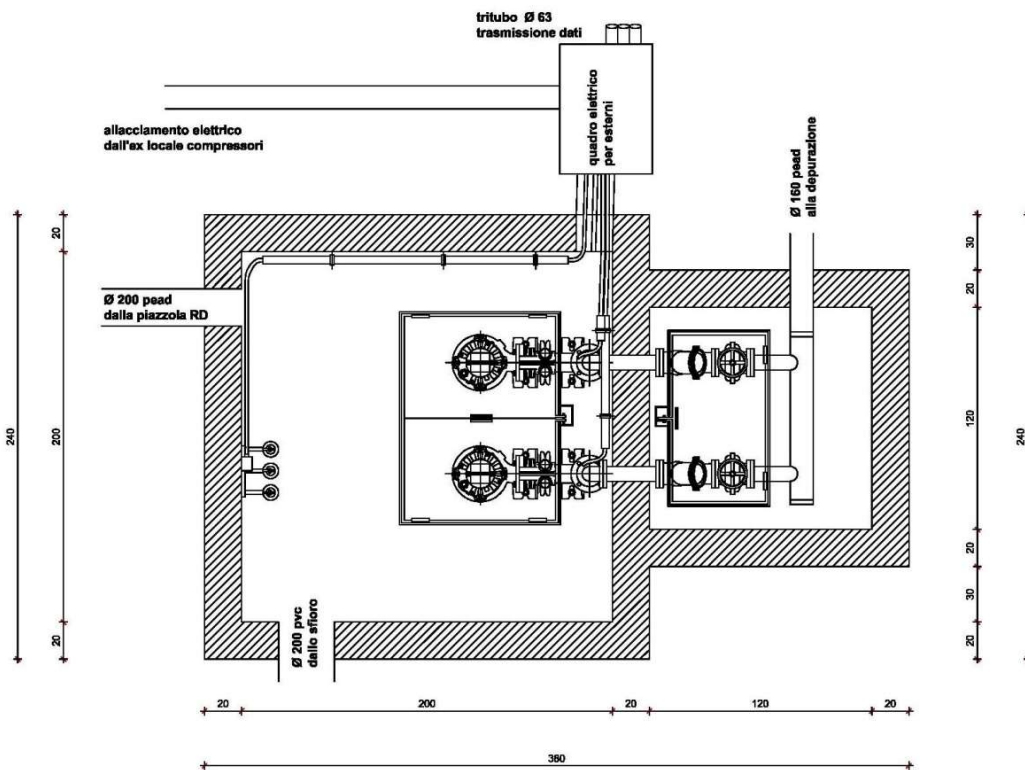 tritubo Ø 63
trasmissione dati
quadro elettrico
per esterni
allacciamento elettrico
dall'ex locale compressori
Ø 160 pead
alla depurazione
Ø 200 pead
dalla piazzola RD
Ø 200 pvc
dallo sfioro
240
20
200
20
30
20
120
20
30
20
240
20
200
20
120
20
380